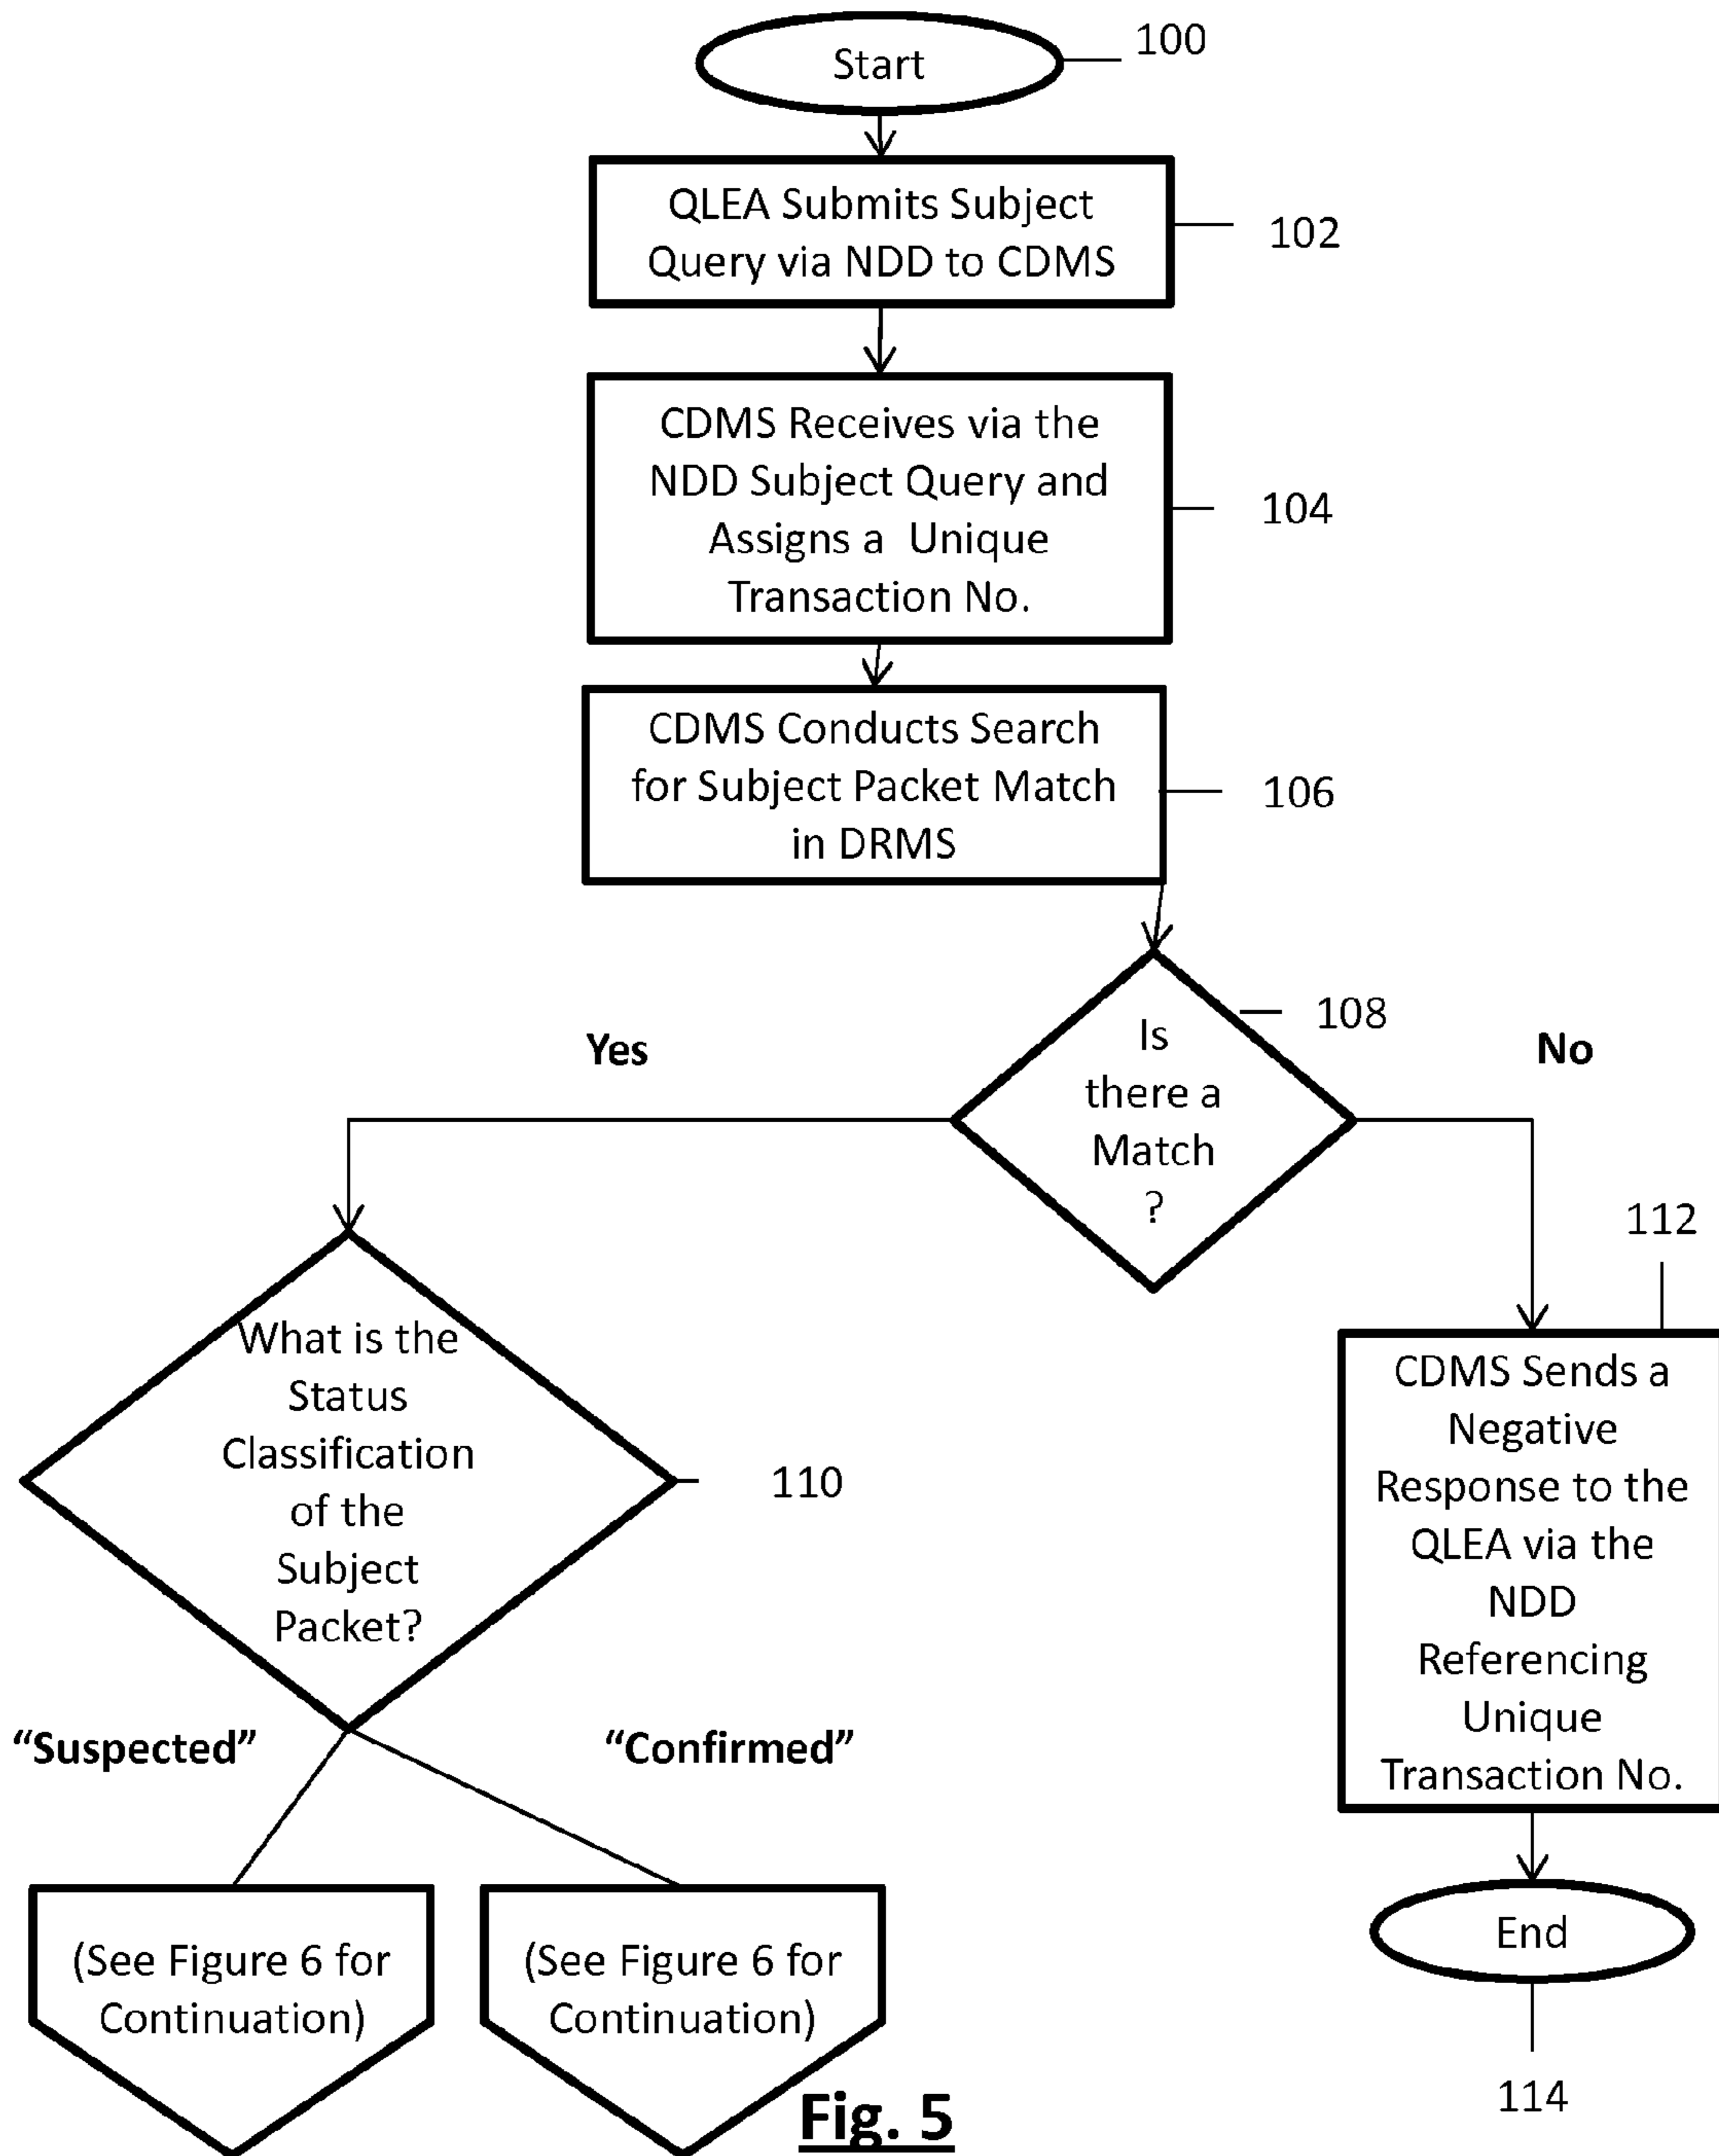 Start
100
QLEA Submits Subject
Query via NDD to CDMS
102
CDMS Receives via the
NDD Subject Query and
Assigns a Unique
Transaction No.
104
CDMS Conducts Search
for Subject Packet Match
in DRMS
106
Is
there a
Match
?
108
Yes
No
What is the
Status
Classification
of the
Subject
Packet?
110
112
CDMS Sends a
Negative
Response to the
QLEA via the
NDD
Referencing
Unique
Transaction No.
“Suspected”
“Confirmed”
(See Figure 6 for
Continuation)
(See Figure 6 for
Continuation)
End
114
Fig. 5